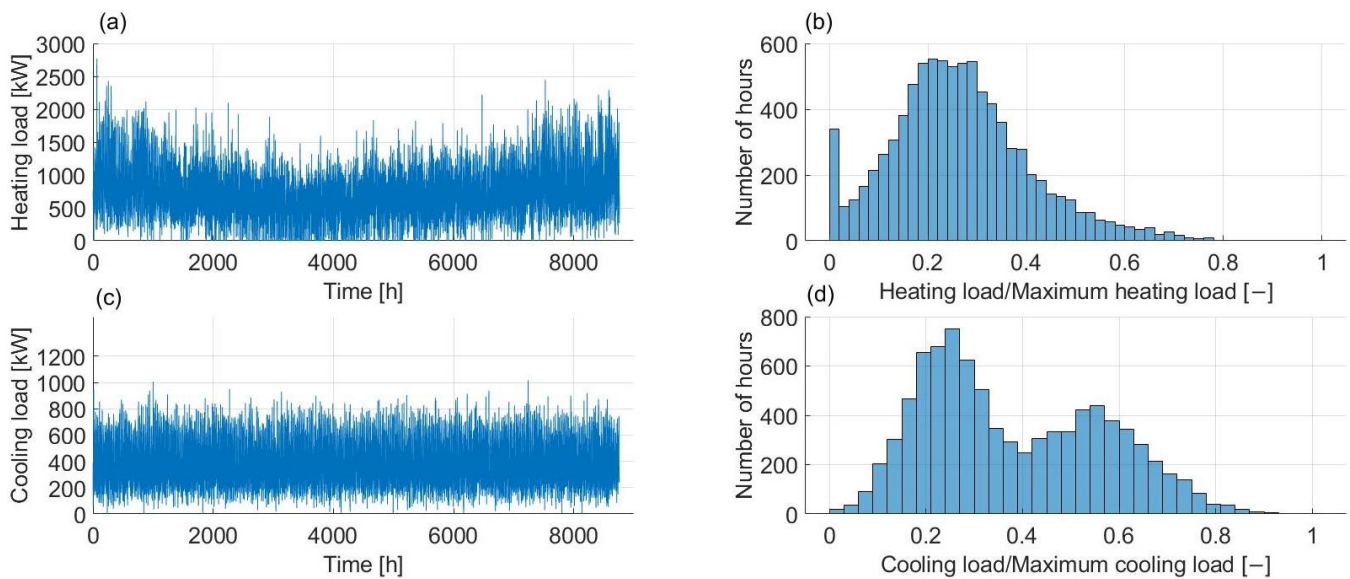 (a)
3000
2500
2000
1500
1000
500
0
Heating load [kW]
0 2000 4000 6000 8000
Time [h]
(b)
600
400
200
0
Number of hours
0 0.2 0.4 0.6 0.8 1
Heating load/Maximum heating load [−]
(c)
1200
1000
800
600
400
200
0
Cooling load [kW]
0 2000 4000 6000 8000
Time [h]
(d)
800
600
400
200
0
Number of hours
0 0.2 0.4 0.6 0.8 1
Cooling load/Maximum cooling load [−]